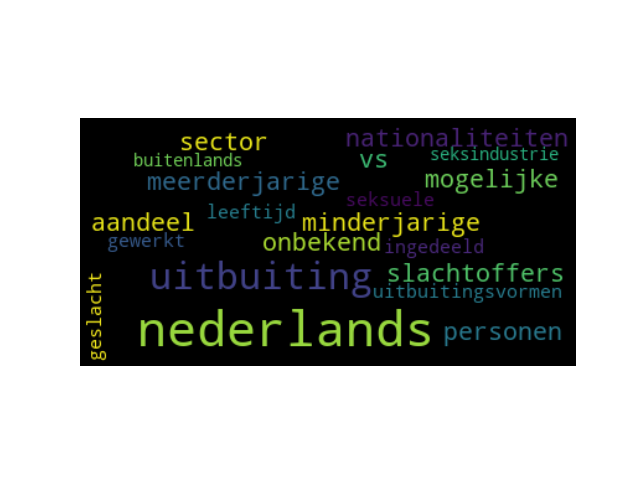 sector nationaliteiten
buitenlands vs seksindustrie
meerderjarige mogelijke
seksuele
aandeel leeftijd minderjarige
gewerkt onbekend ingedeeld
uitbuiting slachtoffers
uitbuitingsvormen
geslacht
nederlands personen